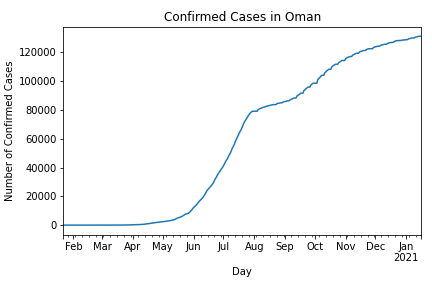 Confirmed Cases in Oman
120000
100000
80000
60000
40000
20000
0
Number of Confirmed Cases
Feb Mar Apr May Jun Jul Aug Sep Oct Nov Dec Jan
2021
Day